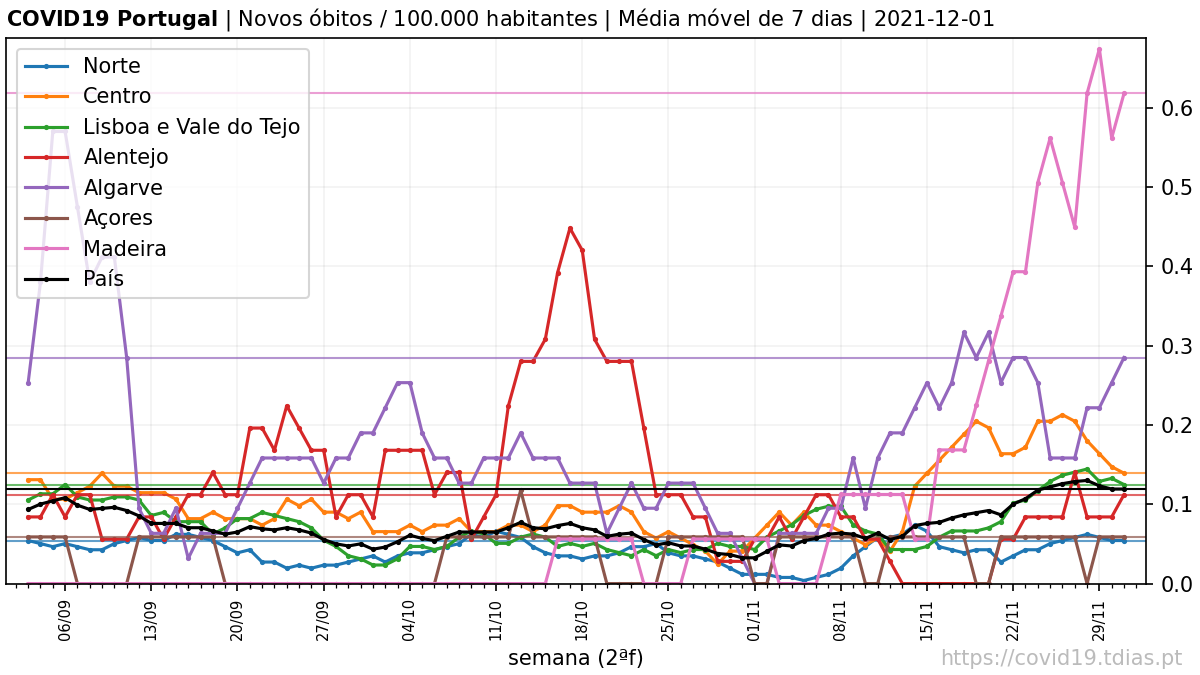 COVID19 Portugal | Novos óbitos / 100.000 habitantes | Média móvel de 7 dias | 2021-12-01
Norte
Centro
Lisboa e Vale do Tejo
Alentejo
Algarve
Açores
Madeira
País
0.6
0.5
0.4
0.3
0.2
0.1
0.0
06/09 13/09 20/09 27/09 04/10 11/10 18/10 25/10 01/11 08/11 15/11 22/11 29/11
semana (2ªf)
https://covid19.tdias.pt